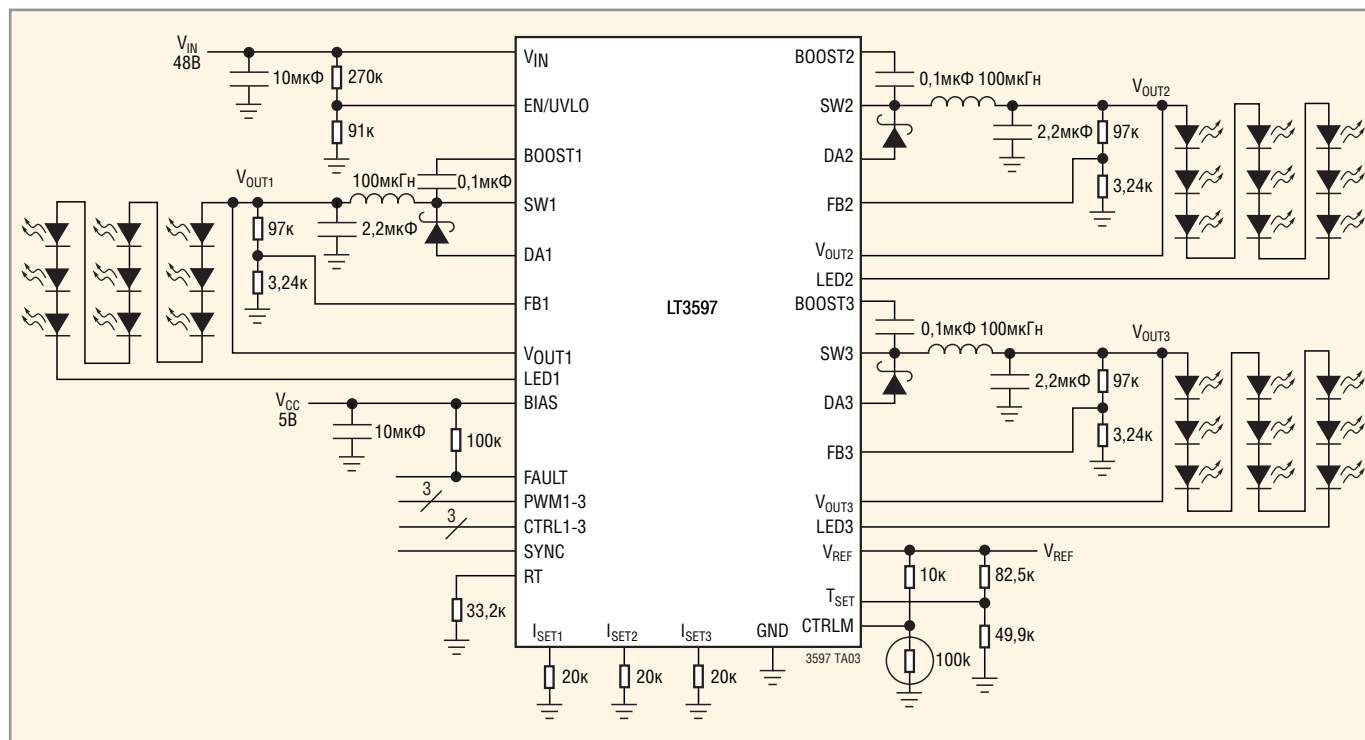 V_IN
48В
10мкФ
270к
91к
V_OUT1
100мкГн
0,1мкФ
97к
2,2мкФ
3,24к
V_CC
5В
10мкФ
100к
3
3
33,2к
V_IN
EN/UVLO
BOOST1
SW1
DA1
FB1
V_OUT1
LED1
BIAS
FAULT
PWM1-3
CTRL1-3
SYNC
RT
I_SET1
I_SET2
I_SET3
GND
20к
20к
20к
LT3597
3597 TA03
BOOST2
SW2
DA2
FB2
V_OUT2
LED2
BOOST3
SW3
DA3
FB3
V_OUT3
LED3
V_REF
T_SET
CTRLM
0,1мкФ 100мкГн
V_OUT2
2,2мкФ
97к
3,24к
0,1мкФ 100мкГн
V_OUT3
2,2мкФ
97к
3,24к
V_REF
10к
82,5к
49,9к
100k